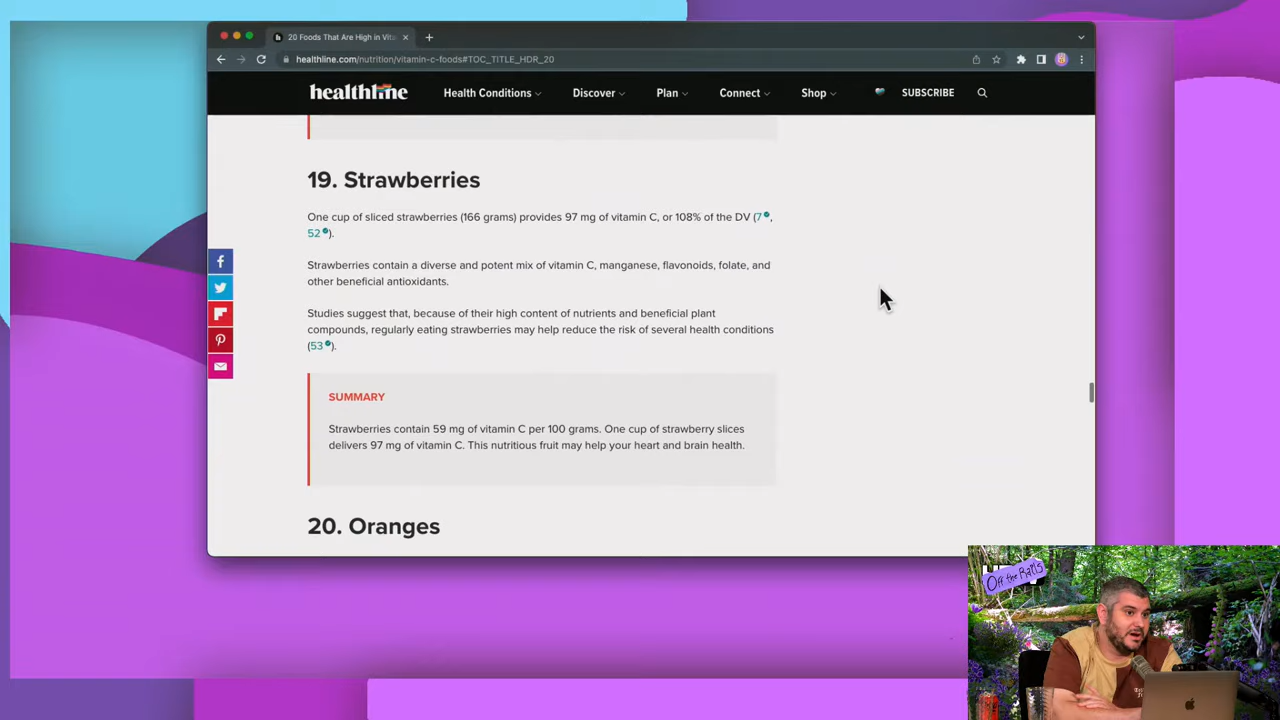 20 Foods That Are High in Vita
healthline.com/nutrition/vitamin-c-foods#TOC_TITLE_HDR_20
healthline
Health Conditions
Discover
Plan
Connect
Shop
SUBSCRIBE
19. Strawberries
One cup of sliced strawberries (166 grams) provides 97 mg of vitamin C, or 108% of the DV (7,
52).
Strawberries contain a diverse and potent mix of vitamin C, manganese, flavonoids, folate, and
other beneficial antioxidants.
Studies suggest that, because of their high content of nutrients and beneficial plant
compounds, regularly eating strawberries may help reduce the risk of several health conditions
(53).
SUMMARY
Strawberries contain 59 mg of vitamin C per 100 grams. One cup of strawberry slices
delivers 97 mg of vitamin C. This nutritious fruit may help your heart and brain health.
20. Oranges
Off the Rails